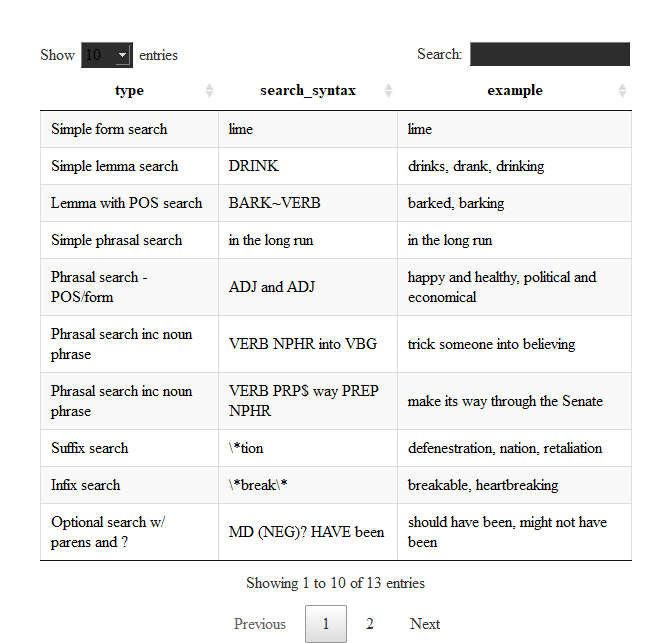 Show 10 entries Search:
type search_syntax example
Simple form search lime lime
Simple lemma search DRINK drinks, drank, drinking
Lemma with POS search BARK~VERB barked, barking
Simple phrasal search in the long run in the long run
Phrasal search -
POS/form
ADJ and ADJ
happy and healthy, political and
economical
Phrasal search inc noun
phrase
VERB NPHR into VBG
trick someone into believing
Phrasal search inc noun
phrase
VERB PRP$ way PREP
NPHR
make its way through the Senate
Suffix search \*tion defenestration, nation, retaliation
Infix search \*break\* breakable, heartbreaking
Optional search w/
parens and ?
MD (NEG)? HAVE been
should have been, might not have
been
Showing 1 to 10 of 13 entries
Previous 1 2 Next